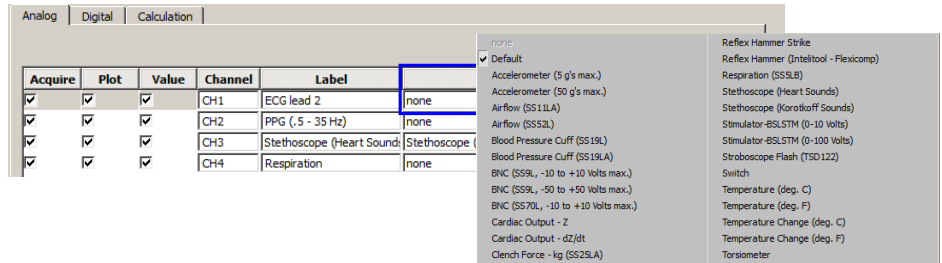 Analog Digital Calculation
Acquire Plot Value Channel Label
CH1 ECG lead 2 none
CH2 PPG (.5 - 35 Hz) none
CH3 Stethoscope (Heart Sound: Stethoscope (
CH4 Respiration none
none
Default
Accelerometer (5 g's max.)
Accelerometer (50 g's max.)
Airflow (SS11LA)
Airflow (SS52L)
Blood Pressure Cuff (SS19L)
Blood Pressure Cuff (SS19LA)
BNC (SS9L, -10 to +10 Volts max.)
BNC (SS9L, -50 to +50 Volts max.)
BNC (SS70L, -10 to +10 Volts max.)
Cardiac Output - Z
Cardiac Output - dZ/dt
Clench Force - kg (SS25LA)
Reflex Hammer Strike
Reflex Hammer (Intelitool - Flexicomp)
Respiration (SS5LB)
Stethoscope (Heart Sounds)
Stethoscope (Korotkoff Sounds)
Stimulator-BSLSTM (0-10 Volts)
Stimulator-BSLSTM (0-100 Volts)
Stroboscope Flash (TSD122)
Switch
Temperature (deg. C)
Temperature (deg. F)
Temperature Change (deg. C)
Temperature Change (deg. F)
Torsiometer